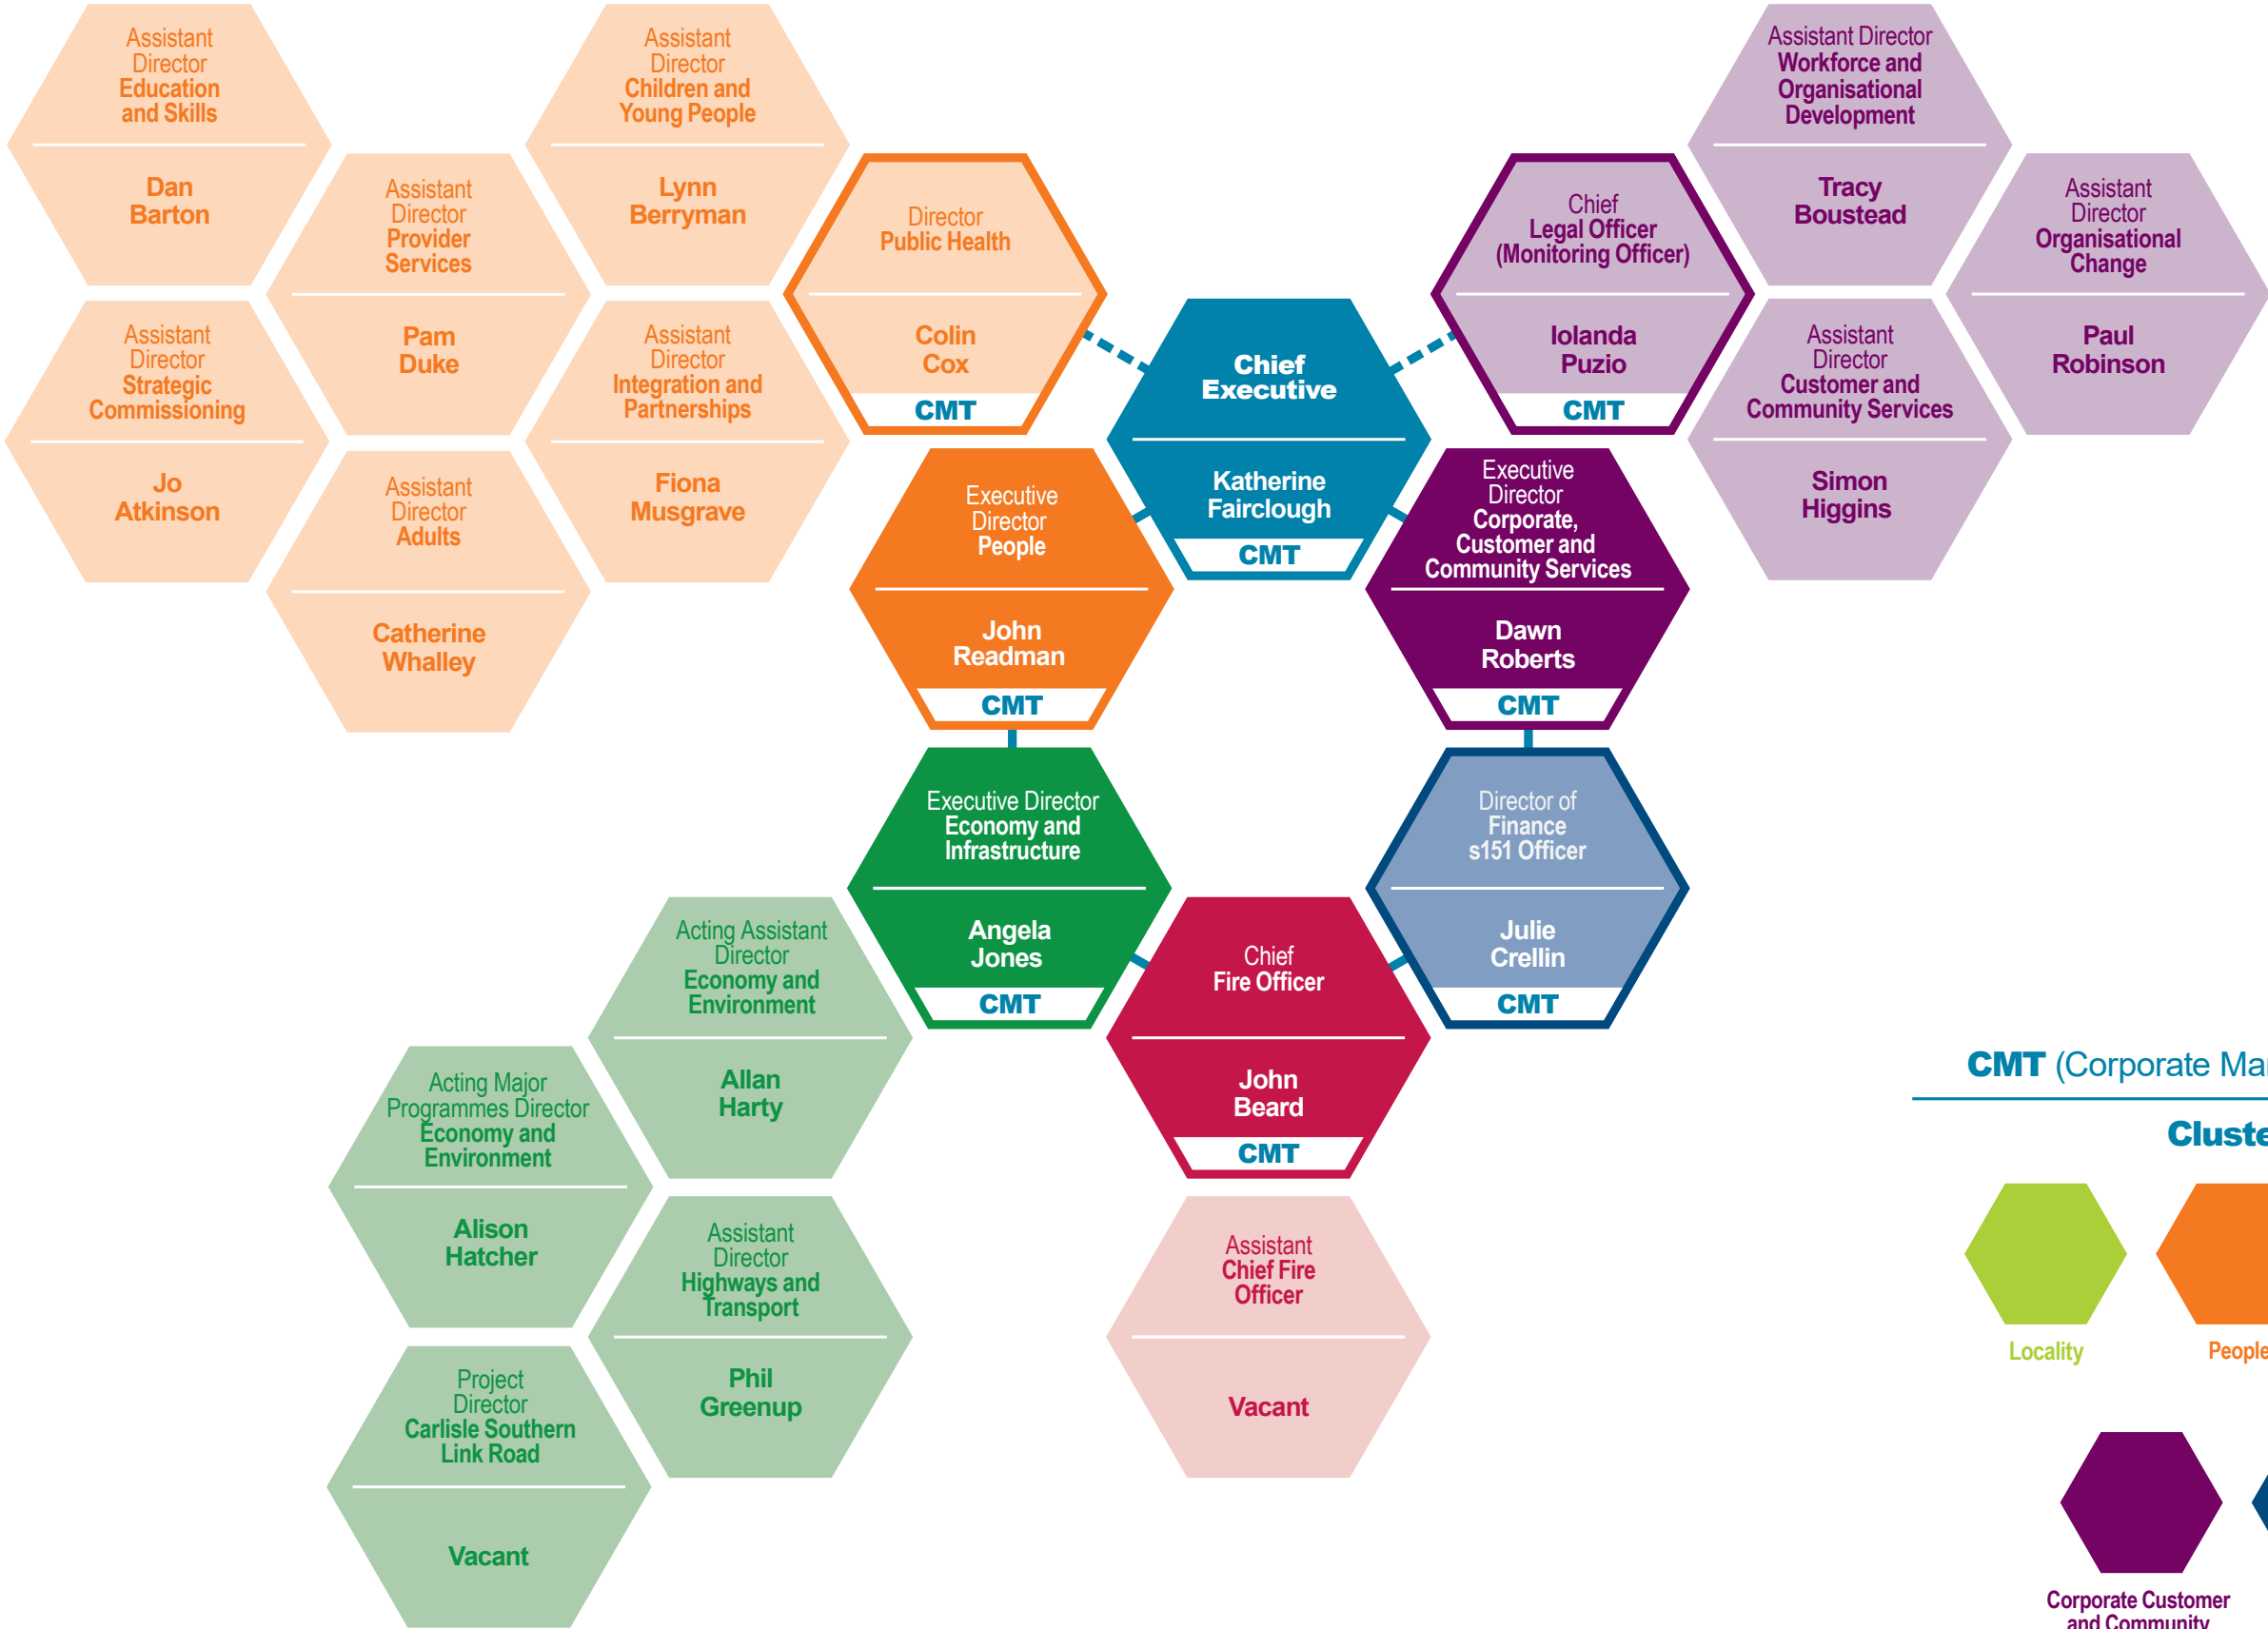 Assistant
Director
Education
and Skills
Dan
Barton
Assistant
Director
Children and
Young People
Lynn
Berryman
Assistant
Director
Provider
Services
Pam
Duke
Director
Public Health
Colin
Cox
CMT
Assistant
Director
Strategic
Commissioning
Jo
Atkinson
Assistant
Director
Integration and
Partnerships
Fiona
Musgrave
Assistant
Director
Adults
Catherine
Whalley
Chief
Executive
Katherine
Fairclough
CMT
Chief
Legal Officer
(Monitoring Officer)
Iolanda
Puzio
CMT
Assistant Director
Workforce and
Organisational
Development
Tracy
Boustead
Assistant
Director
Organisational
Change
Paul
Robinson
Assistant
Director
Customer and
Community Services
Simon
Higgins
Executive
Director
People
John
Readman
CMT
Executive
Director
Corporate,
Customer and
Community Services
Dawn
Roberts
CMT
Executive Director
Economy and
Infrastructure
Angela
Jones
CMT
Director of
Finance
s151 Officer
Julie
Crellin
CMT
Chief
Fire Officer
John
Beard
CMT
Acting Assistant
Director
Economy and
Environment
Allan
Harty
Acting Major
Programmes Director
Economy and
Environment
Alison
Hatcher
Assistant
Director
Highways and
Transport
Phil
Greenup
Project
Director
Carlisle Southern
Link Road
Vacant
Assistant
Chief Fire
Officer
Vacant
CMT (Corporate
Locality
People
Corporate Customer
and Community